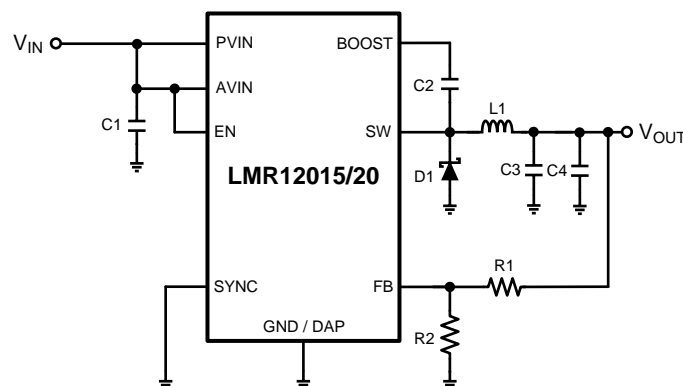 VIN
PVIN
BOOST
AVIN
C1
EN
C2
L1
SW
VOUT
D1
C3
C4
LMR12015/20
SYNC
FB
R1
GND / DAP
R2